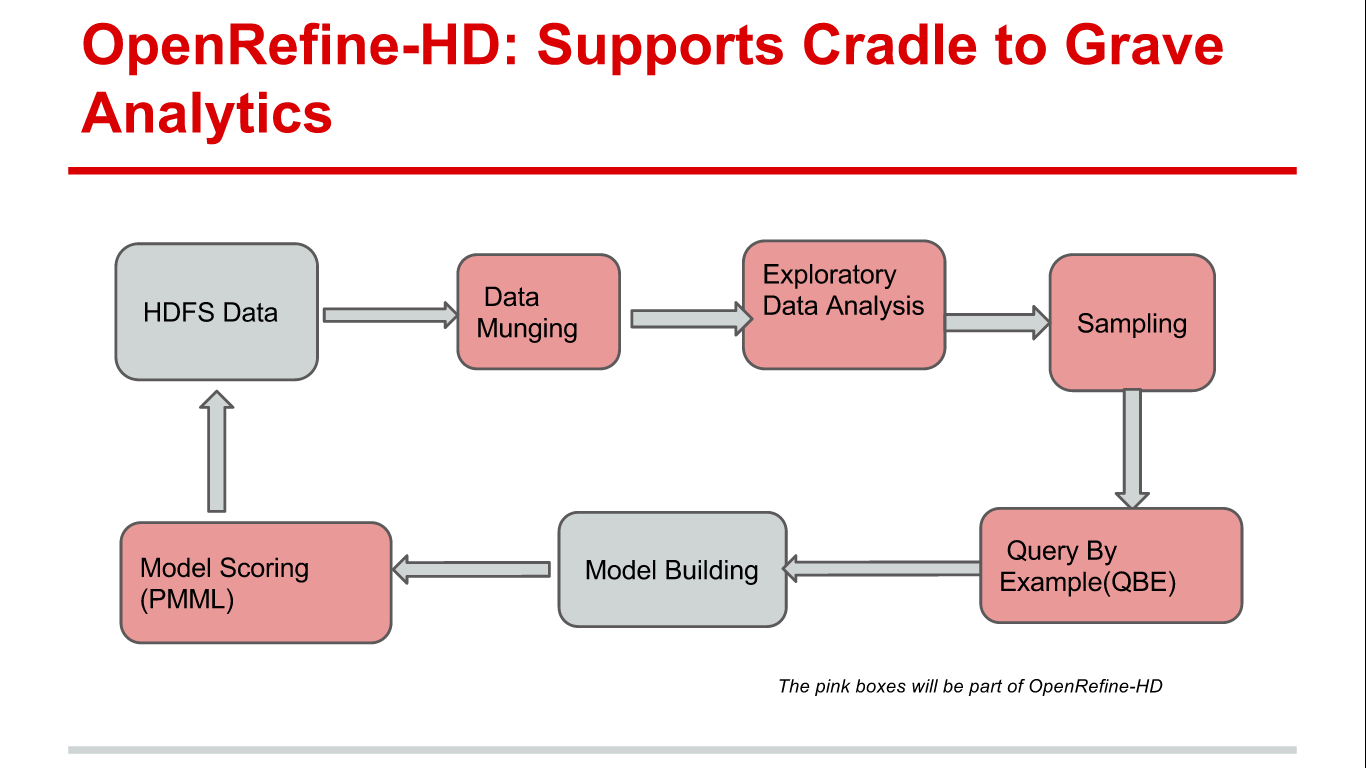 OpenRefine-HD: Supports Cradle to Grave
Analytics
HDFS Data
Data
Munging
Exploratory
Data Analysis
Sampling
Model Scoring
(PMML)
Model Building
Query By
Example(QBE)
The pink boxes will be part of OpenRefine-HD